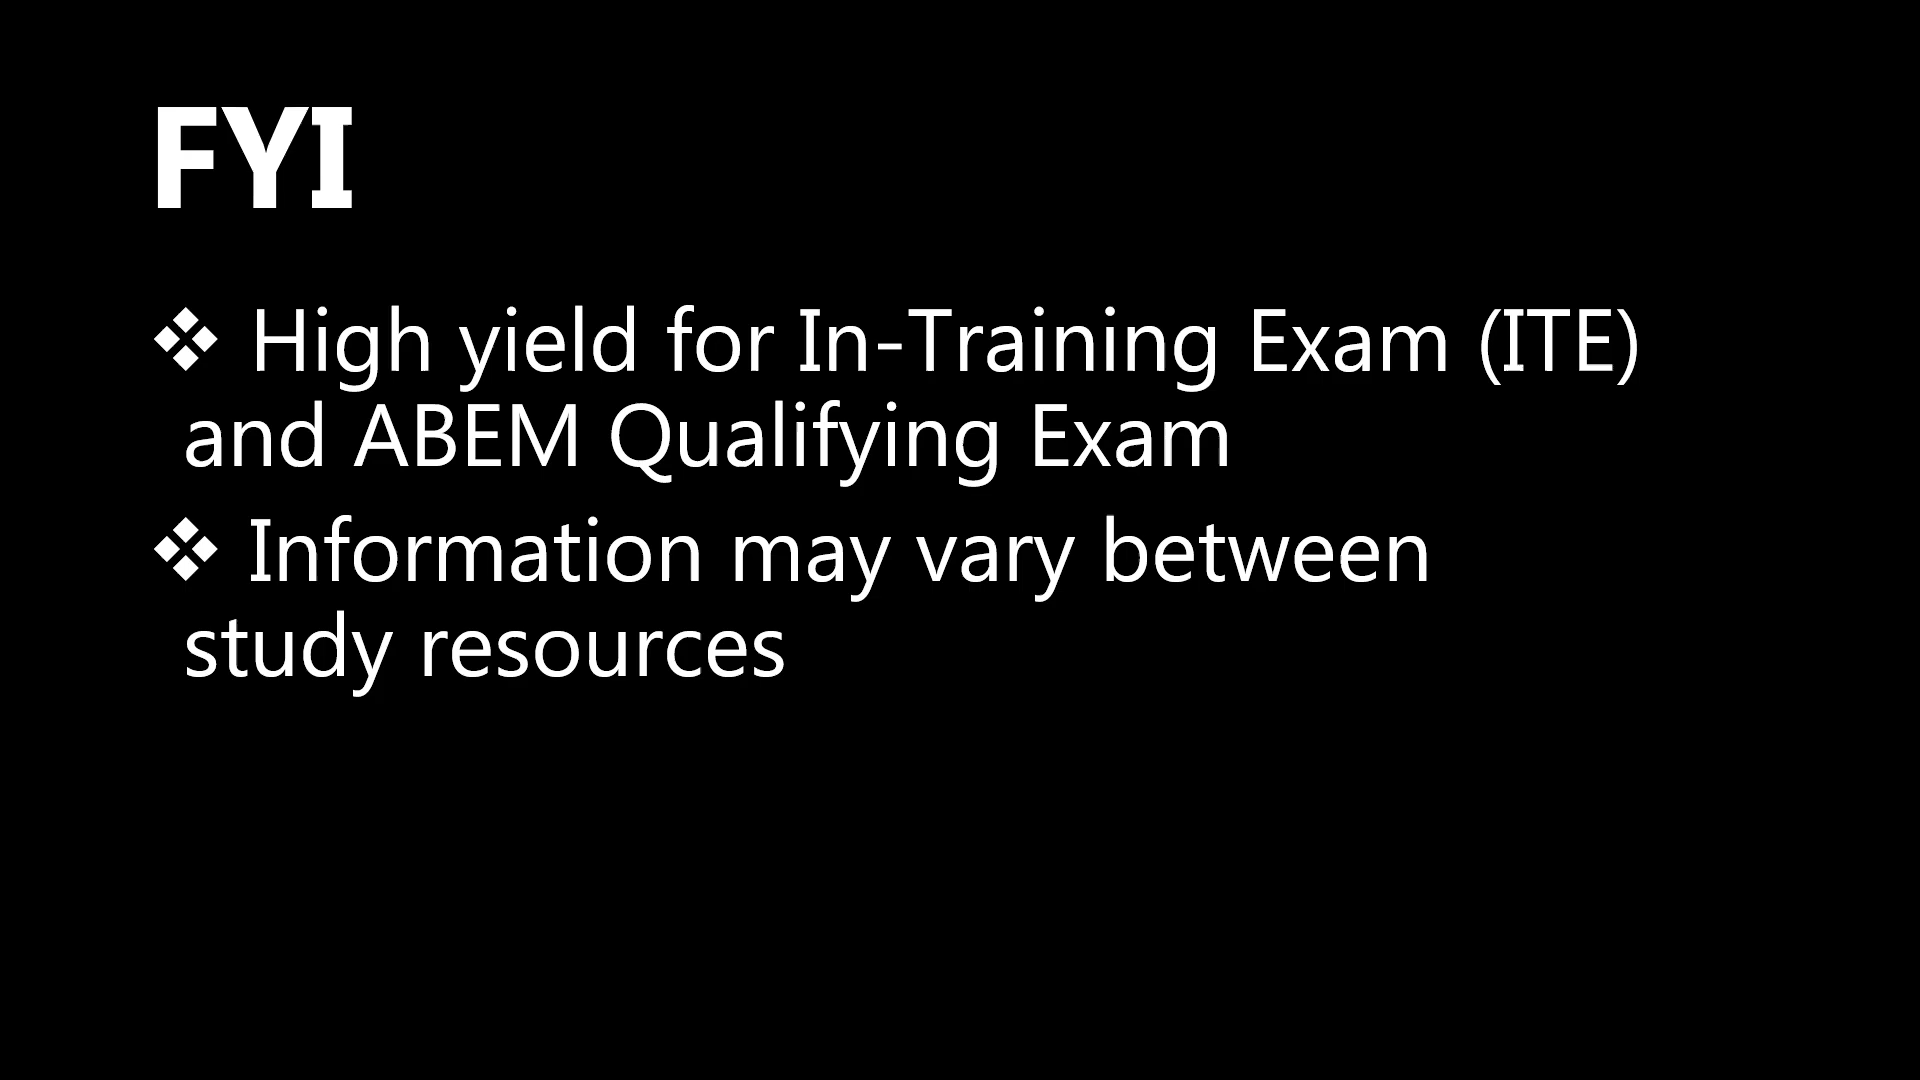 FYI
❖ High yield for In-Training Exam (ITE)
and ABEM Qualifying Exam
❖ Information may vary between
study resources